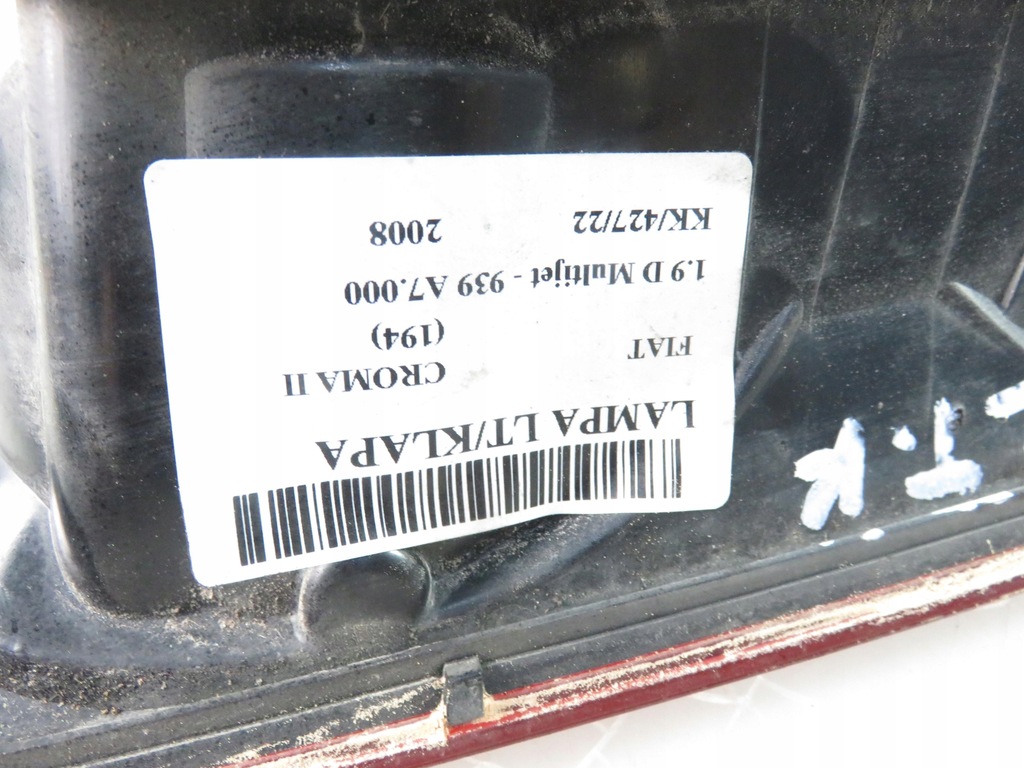 LAMPA LT/KLAPA
FIAT CROMA II
(194)
1.9 D Multijet - 939 A7.000
KK/427/22 2008